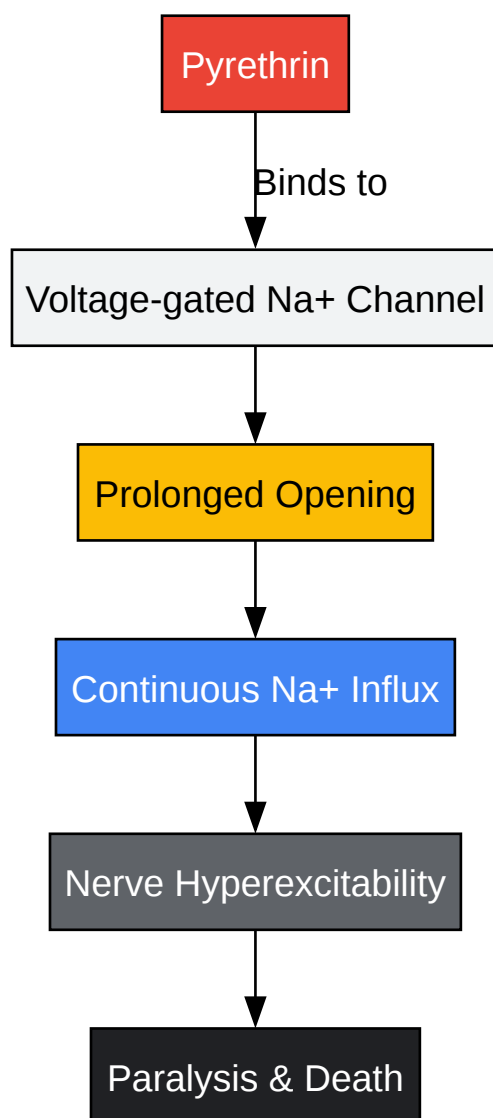 Pyrethrin
Binds to
Voltage-gated Na+ Channel
Prolonged Opening
Continuous Na+ Influx
Nerve Hyperexcitability
Paralysis & Death